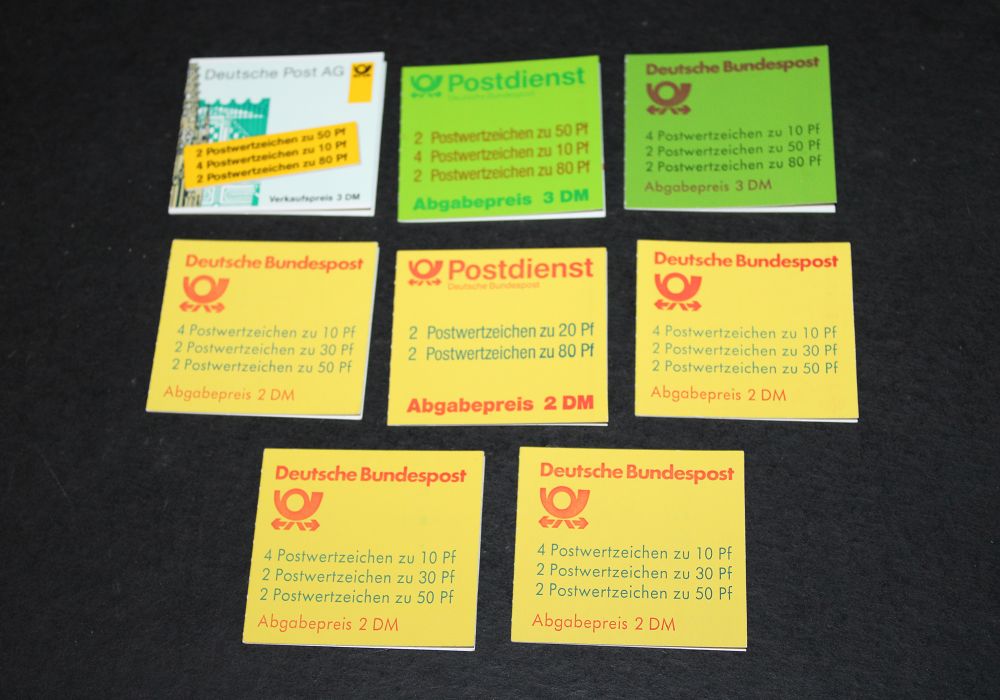 Deutsche Post AG
2 Postwertzeichen zu 50 Pf
4 Postwertzeichen zu 10 Pf
2 Postwertzeichen zu 80 Pf
Verkaufspreis 3 DM
Postdienst
Deutsche Bundespost
2 Postwertzeichen zu 50 Pf
4 Postwertzeichen zu 10 Pf
2 Postwertzeichen zu 80 Pf
Abgabepreis 3 DM
Deutsche Bundespost
4 Postwertzeichen zu 10 Pf
2 Postwertzeichen zu 50 Pf
2 Postwertzeichen zu 80 Pf
Abgabepreis 3 DM
Deutsche Bundespost
4 Postwertzeichen zu 10 Pf
2 Postwertzeichen zu 30 Pf
2 Postwertzeichen zu 50 Pf
Abgabepreis 2 DM
Postdienst
Deutsche Bundespost
2 Postwertzeichen zu 20 Pf
2 Postwertzeichen zu 80 Pf
Abgabepreis 2 DM
Deutsche Bundespost
4 Postwertzeichen zu 10 Pf
2 Postwertzeichen zu 30 Pf
2 Postwertzeichen zu 50 Pf
Abgabepreis 2 DM
Deutsche Bundespost
4 Postwertzeichen zu 10 Pf
2 Postwertzeichen zu 30 Pf
2 Postwertzeichen zu 50 Pf
Abgabepreis 2 DM
Deutsche Bundespost
4 Postwertzeichen zu 10 Pf
2 Postwertzeichen zu 30 Pf
2 Postwertzeichen zu 50 Pf
Abgabepreis 2 DM